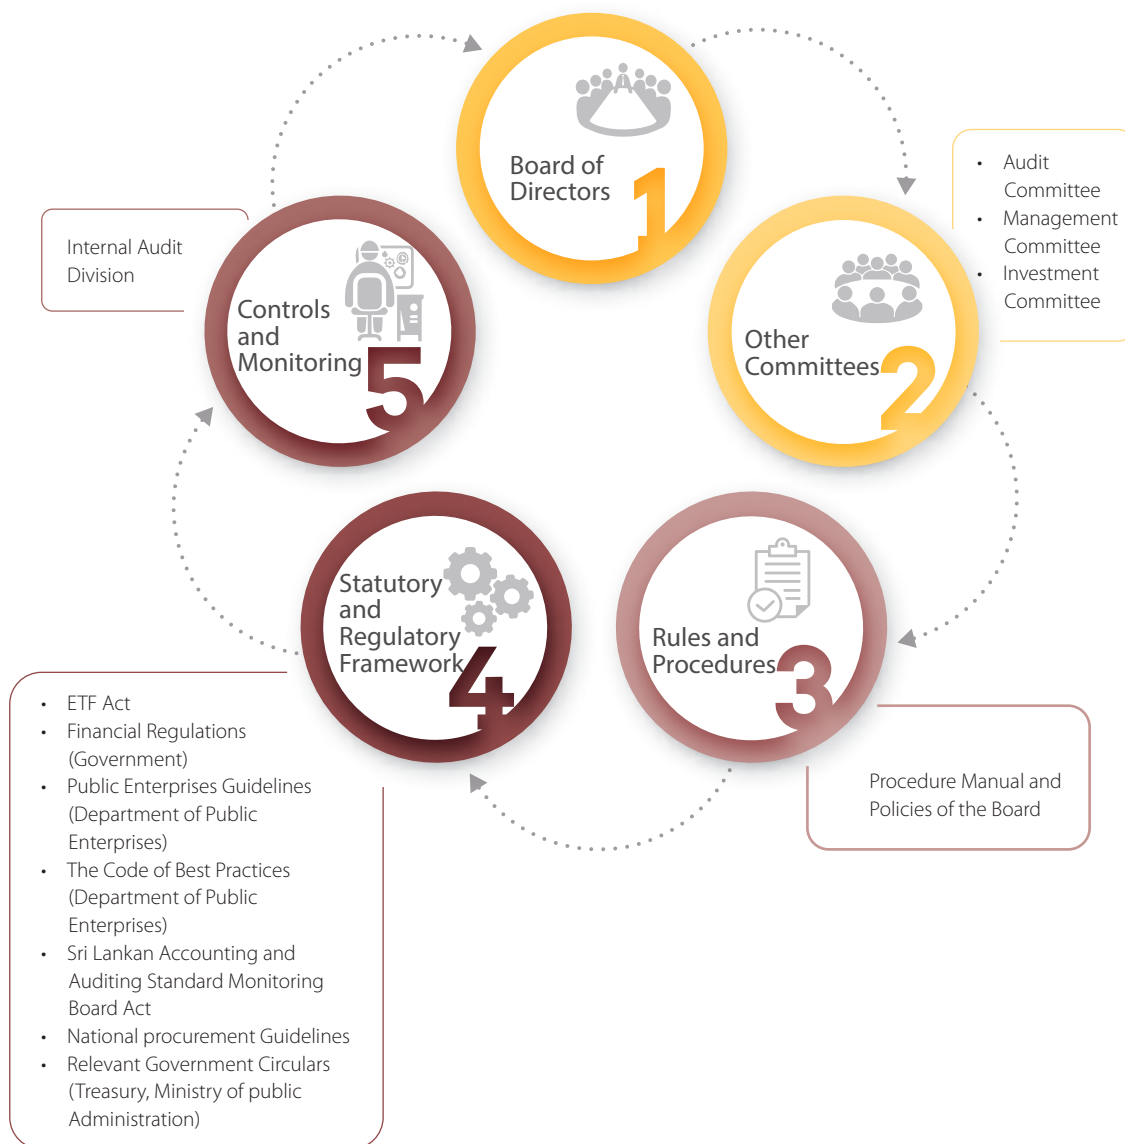 Board of
Directors
1
• Audit
Committee
• Management
Committee
• Investment
Committee
Other
Committees
2
Rules and
Procedures
3
Procedure Manual and
Policies of the Board
Statutory
and
Regulatory
Framework
4
• ETF Act
• Financial Regulations
(Government)
• Public Enterprises Guidelines
(Department of Public
Enterprises)
• The Code of Best Practices
(Department of Public
Enterprises)
• Sri Lankan Accounting and
Auditing Standard Monitoring
Board Act
• National procurement Guidelines
• Relevant Government Circulars
(Treasury, Ministry of public
Administration)
Controls
and
Monitoring
5
Internal Audit
Division